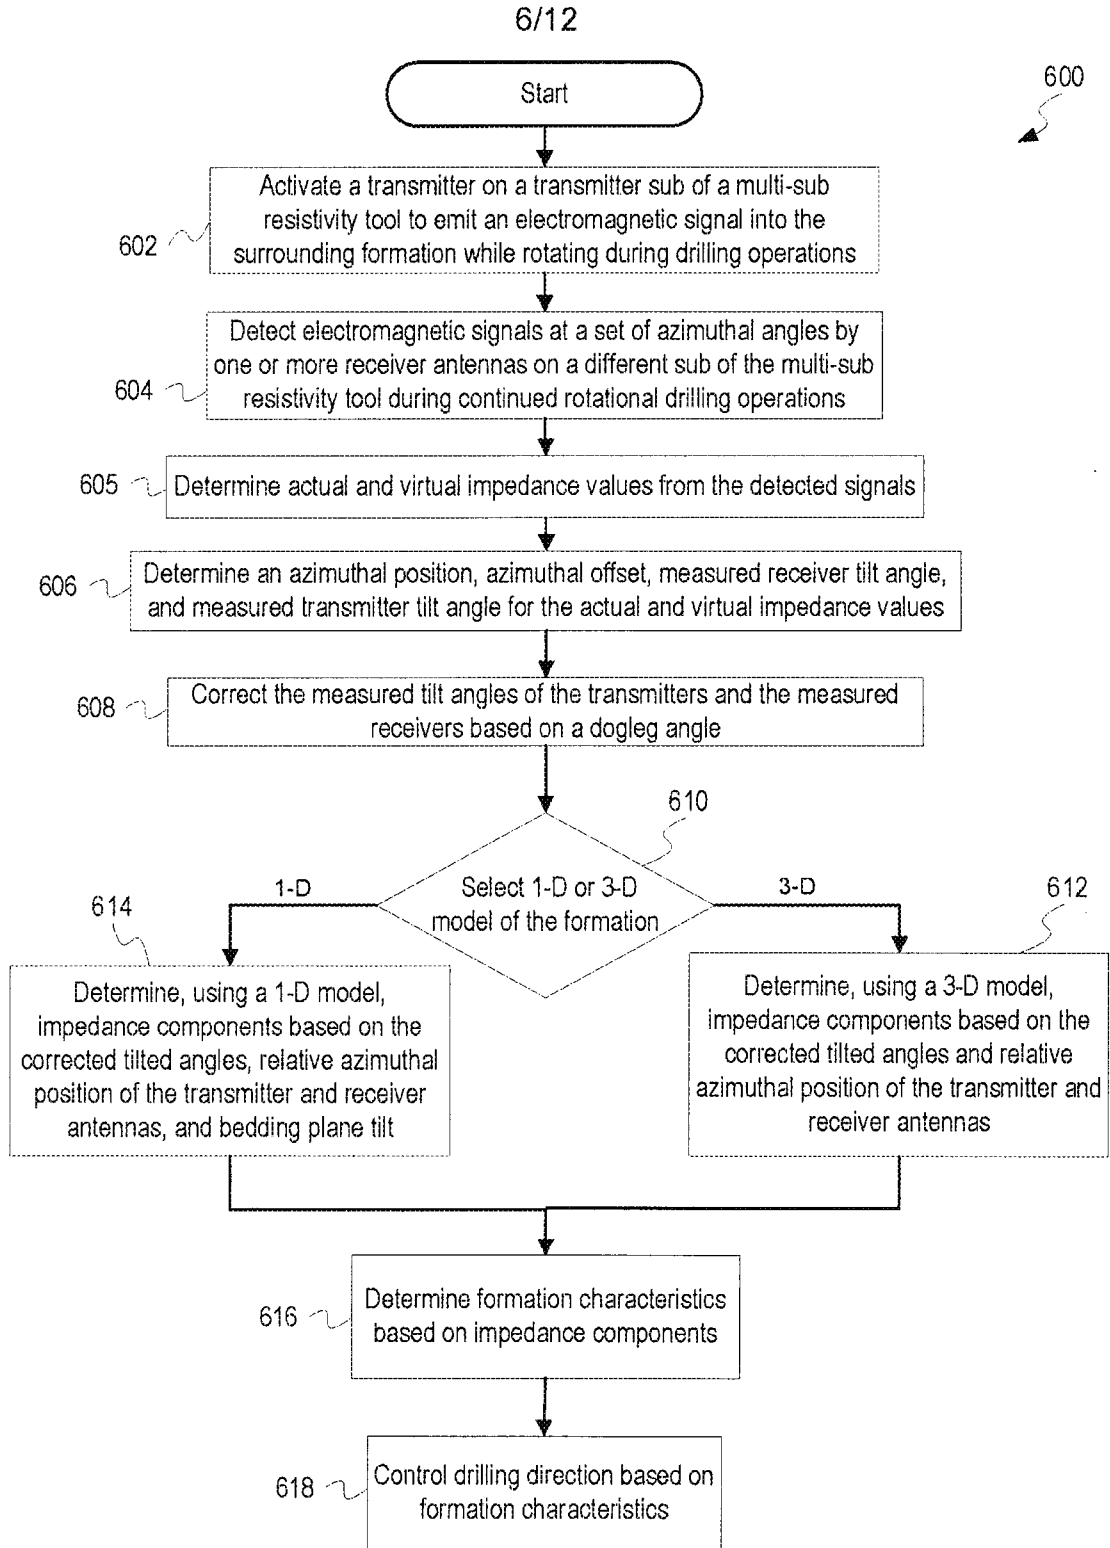 6/12
Start
600
Activate a transmitter on a transmitter sub of a multi-sub
resistivity tool to emit an electromagnetic signal into the
surrounding formation while rotating during drilling operations
602
Detect electromagnetic signals at a set of azimuthal angles by
one or more receiver antennas on a different sub of the multi-sub
resistivity tool during continued rotational drilling operations
604
605
Determine actual and virtual impedance values from the detected signals
606
Determine an azimuthal position, azimuthal offset, measured receiver tilt angle,
and measured transmitter tilt angle for the actual and virtual impedance values
608
Correct the measured tilt angles of the transmitters and the measured
receivers based on a dogleg angle
610
Select 1-D or 3-D
model of the formation
1-D
3-D
614
612
Determine, using a 1-D model,
impedance components based on the
corrected tilted angles, relative azimuthal
position of the transmitter and receiver
antennas, and bedding plane tilt
Determine, using a 3-D model,
impedance components based on the
corrected tilted angles and relative
azimuthal position of the transmitter and
receiver antennas
616
Determine formation characteristics
based on impedance components
618
Control drilling direction based on
formation characteristics